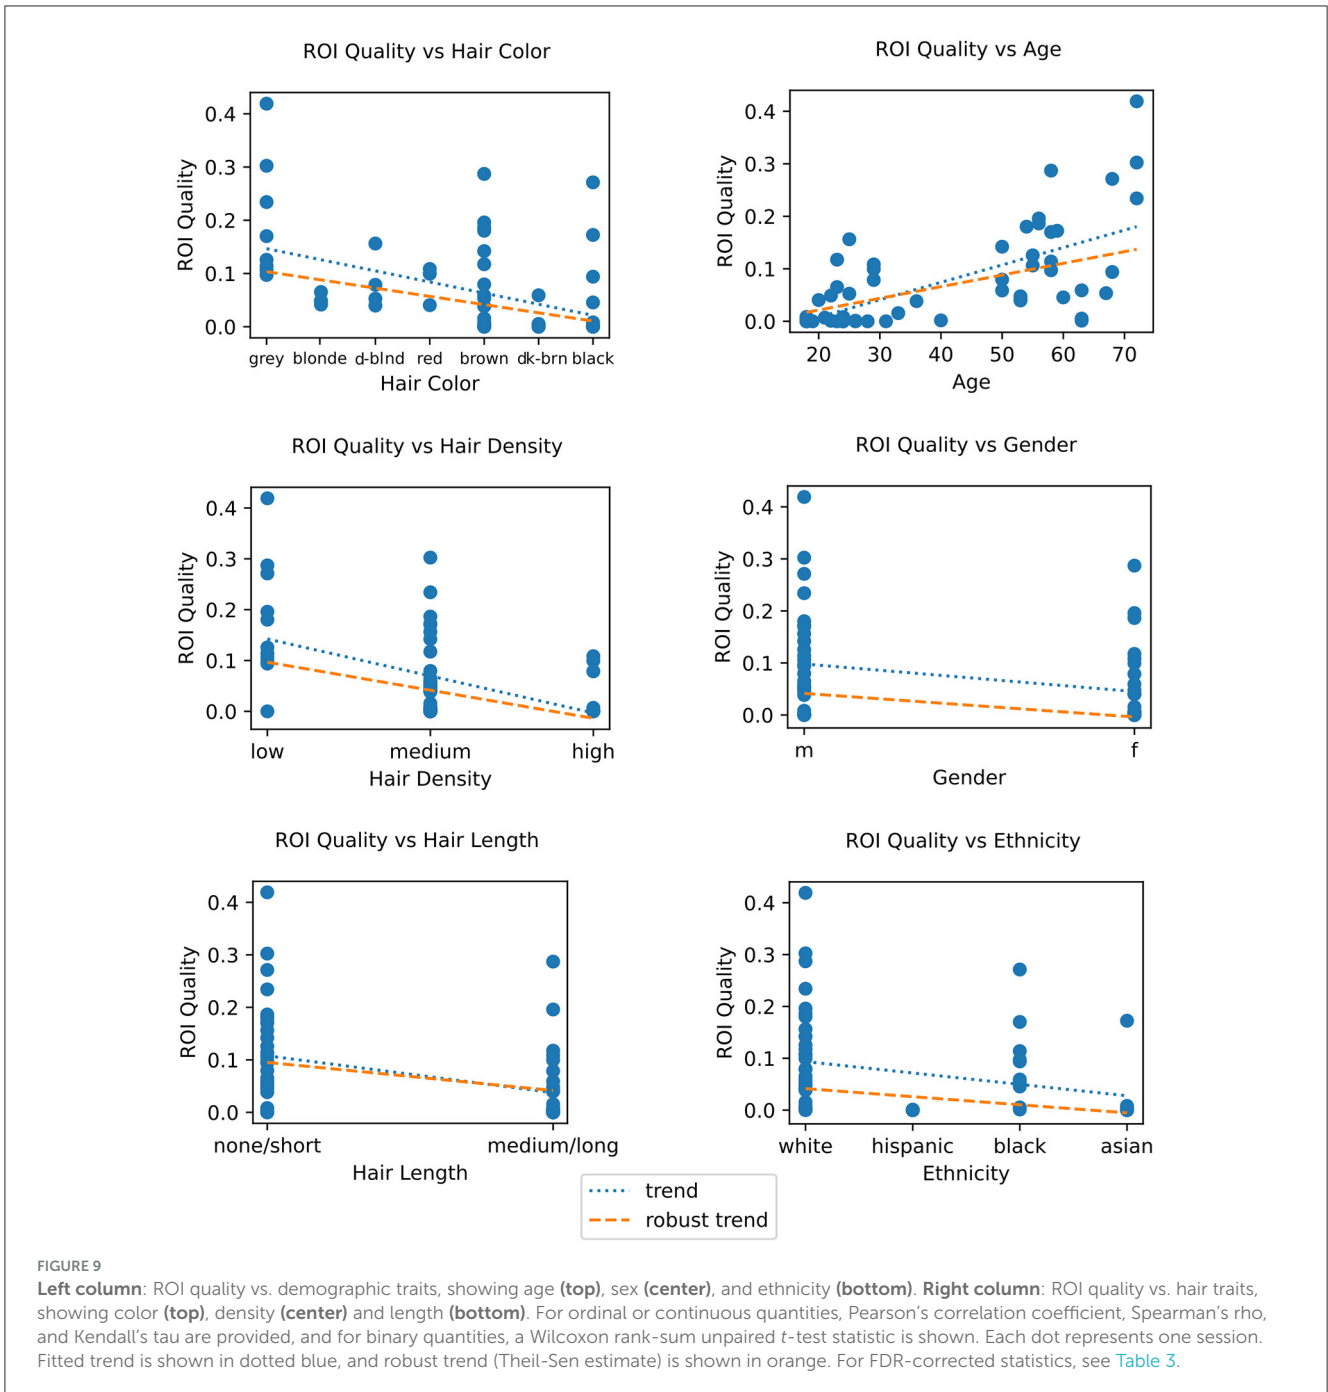 ROI Quality vs Hair Color
ROI Quality
0.4
0.3
0.2
0.1
0.0
grey blonde d-blnd red brown dk-brn black
Hair Color
ROI Quality vs Age
ROI Quality
0.4
0.3
0.2
0.1
0.0
20 30 40 50 60 70
Age
ROI Quality vs Hair Density
ROI Quality
0.4
0.3
0.2
0.1
0.0
low medium high
Hair Density
ROI Quality vs Gender
ROI Quality
0.4
0.3
0.2
0.1
0.0
m f
Gender
ROI Quality vs Hair Length
ROI Quality
0.4
0.3
0.2
0.1
0.0
none/short medium/long
Hair Length
ROI Quality vs Ethnicity
ROI Quality
0.4
0.3
0.2
0.1
0.0
white hispanic black asian
Ethnicity
trend
robust trend
FIGURE 9
Left column: ROI quality vs. demographic traits, showing age (top), sex (center), and ethnicity (bottom). Right column: ROI quality vs. hair traits,
showing color (top), density (center) and length (bottom). For ordinal or continuous quantities, Pearson's correlation coefficient, Spearman's rho,
and Kendall's tau are provided, and for binary quantities, a Wilcoxon rank-sum unpaired t-test statistic is shown. Each dot represents one session.
Fitted trend is shown in dotted blue, and robust trend (Theil-Sen estimate) is shown in orange. For FDR-corrected statistics, see Table 3.